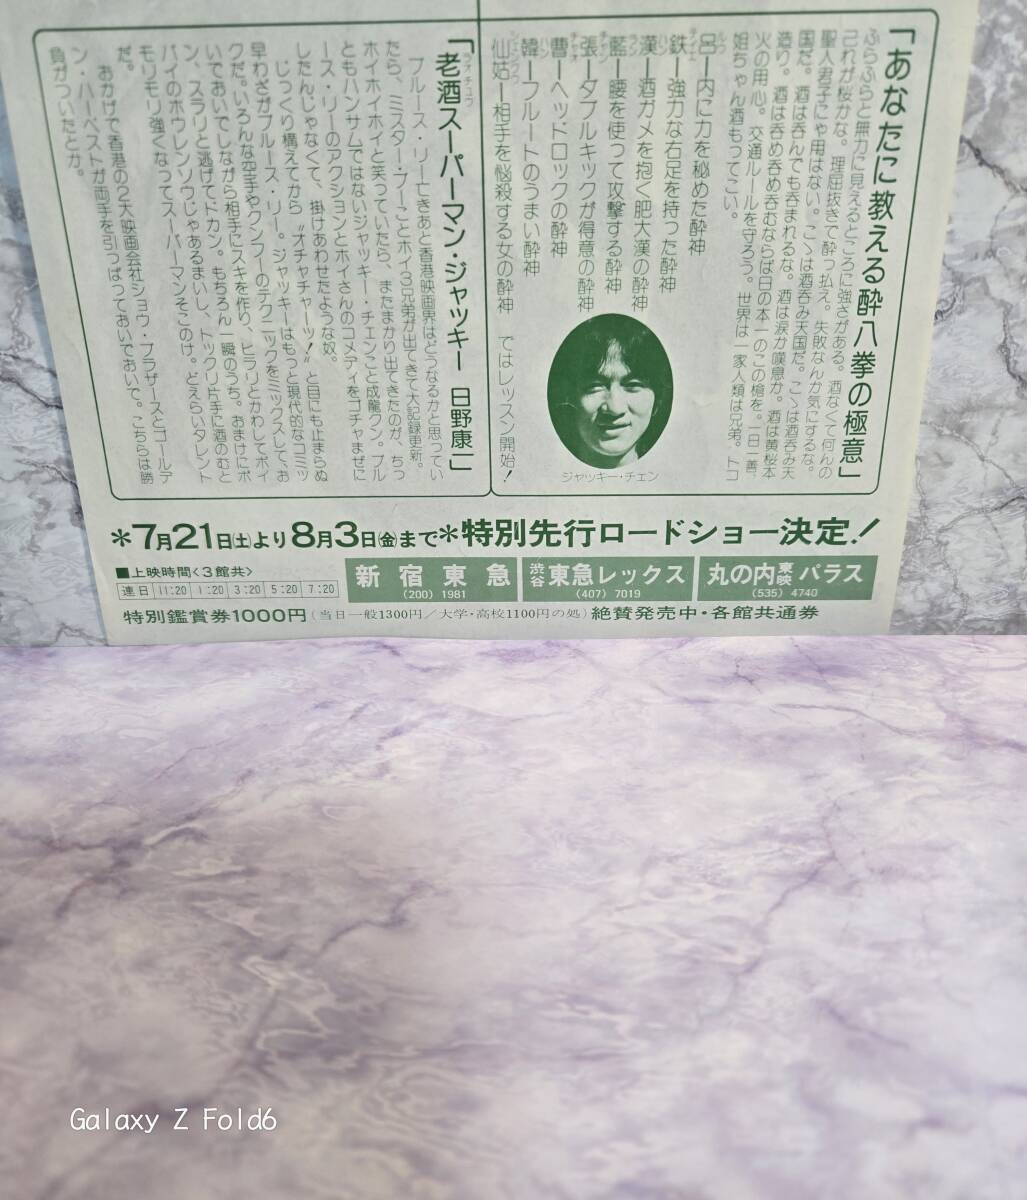 「あなたに教える酔八拳の極意」
ふらふらと無力に見えるところに強さがある。酒なくて何んの
己れが桜かな。理屈抜きで酔っ払え。失敗なんか気にするな。
聖人君子にゃ用はない。こゝは酒呑み天国だ。こゝは酒呑み天
国だ。酒は呑んでも呑まれるな。酒は涙か嘆息か。酒は黄桜本
造り。酒は呑め呑め呑むならば日の本一のこの槍を。一日一善、
火の用心。交通ルールを守ろう。世界は一家人類は兄弟。トコ
姐ちゃん酒もってこい。
呂―内に力を秘めた酔神
鉄―強力な右足を持った酔神
漢―酒ガメを抱く肥大漢の酔神
藍―腰を使って攻撃する酔神
張―ダブルキックが得意の酔神
曹―ヘッドロックの酔神
韓―フルートのうまい酔神
仙姑―相手を悩殺する女の酔神 ではレッスン開始!
ジャッキー・チェン
「老酒スーパーマン・ジャッキー 日野康一」
ブルース・リー亡きあと香港映画界はどうなるかと思ってい
たら、ミスター・ブーことホイ3兄弟が出てきて大記録更新。
ホイホイホイと笑っていたら、またまたかり出てきたのが、ちっ
ともハンサムではないジャッキー・チェンこと成龍クン。ブル
ース・リーのアクションとホイさんのコメディをゴチャまぜに
したんじゃなくて、掛けあわせたような奴。
じっくり構えてから〝オチャチャーッ!〟と目にも止まらぬ
早わざがブルース・リー。ジャッキーはもっと現代的なコミッ
クだ。いろんな空手やクンフーのテクニックをミックスして、お
いでおいでしながら相手にスキを作り、ヒラリとかわしてポイ
ン、スラリと逃げてドカン。もちろん一瞬のうち。おまけにポ
パイのホウレンソウじゃあるまいし、トックリ片手に酒のむと
モリモリ強くなってスーパーマンそこのけ。どえらいタレント
だ。
おかげで香港の2大映画会社ショウ・ブラザースとゴールデ
ン・ハーベストが両手を引っぱっておいでおいで。こちらは勝
負がついたとか。
*7月21日(土)より8月3日(金)まで*特別先行ロードショー決定!
■上映時間<3館共>
連日 11:20 1:20 3:20 5:20 7:20
新宿東急 (200) 1981
渋谷東急レックス (407) 7019
丸の内東映パラス (535) 4740
特別鑑賞券1000円(当日一般1300円/大学・高校1100円の処)絶賛発売中・各館共通券
Galaxy Z Fold6